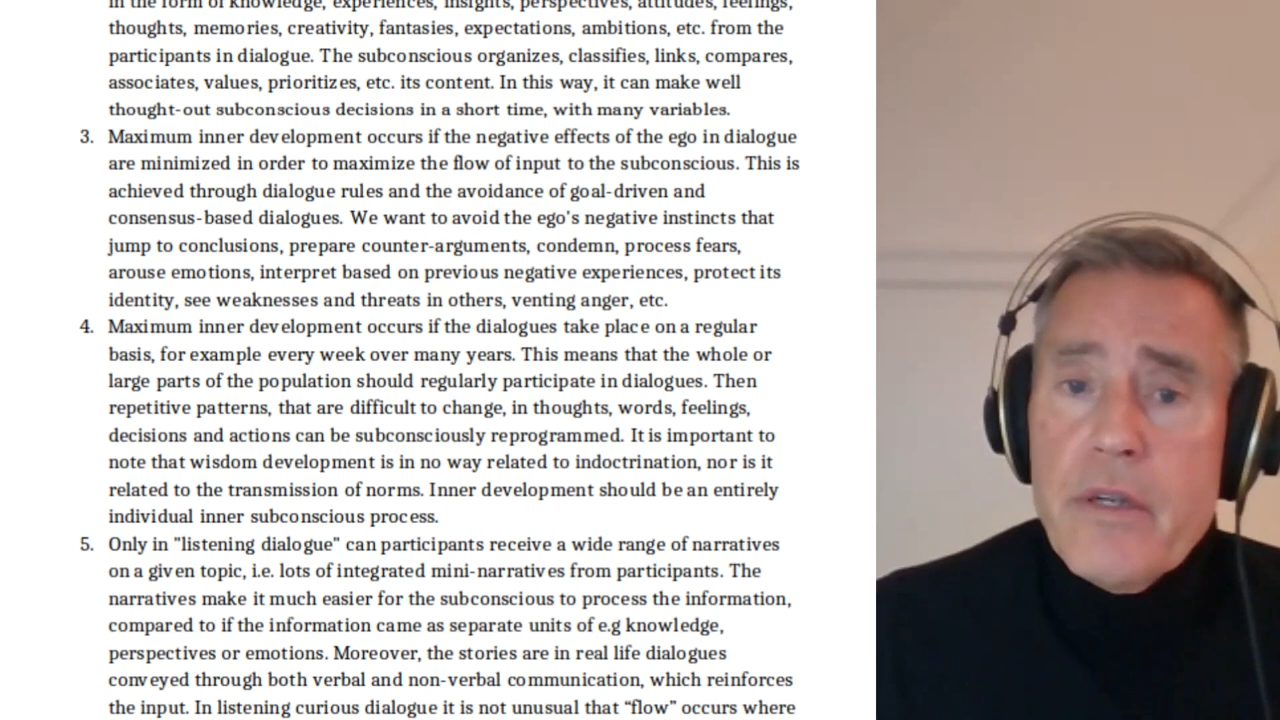 in the form of knowledge, experiences, insights, perspectives, attitudes, feelings,
thoughts, memories, creativity, fantasies, expectations, ambitions, etc. from the
participants in dialogue. The subconscious organizes, classifies, links, compares,
associates, values, prioritizes, etc. its content. In this way, it can make well
thought-out subconscious decisions in a short time, with many variables.
3. Maximum inner development occurs if the negative effects of the ego in dialogue
are minimized in order to maximize the flow of input to the subconscious. This is
achieved through dialogue rules and the avoidance of goal-driven and
consensus-based dialogues. We want to avoid the ego's negative instincts that
jump to conclusions, prepare counter-arguments, condemn, process fears,
arouse emotions, interpret based on previous negative experiences, protect its
identity, see weaknesses and threats in others, venting anger, etc.
4. Maximum inner development occurs if the dialogues take place on a regular
basis, for example every week over many years. This means that the whole or
large parts of the population should regularly participate in dialogues. Then
repetitive patterns, that are difficult to change, in thoughts, words, feelings,
decisions and actions can be subconsciously reprogrammed. It is important to
note that wisdom development is in no way related to indoctrination, nor is it
related to the transmission of norms. Inner development should be an entirely
individual inner subconscious process.
5. Only in "listening dialogue" can participants receive a wide range of narratives
on a given topic, i.e. lots of integrated mini-narratives from participants. The
narratives make it much easier for the subconscious to process the information,
compared to if the information came as separate units of e.g knowledge,
perspectives or emotions. Moreover, the stories are in real life dialogues
conveyed through both verbal and non-verbal communication, which reinforces
the input. In listening curious dialogue it is not unusual that “flow” occurs where